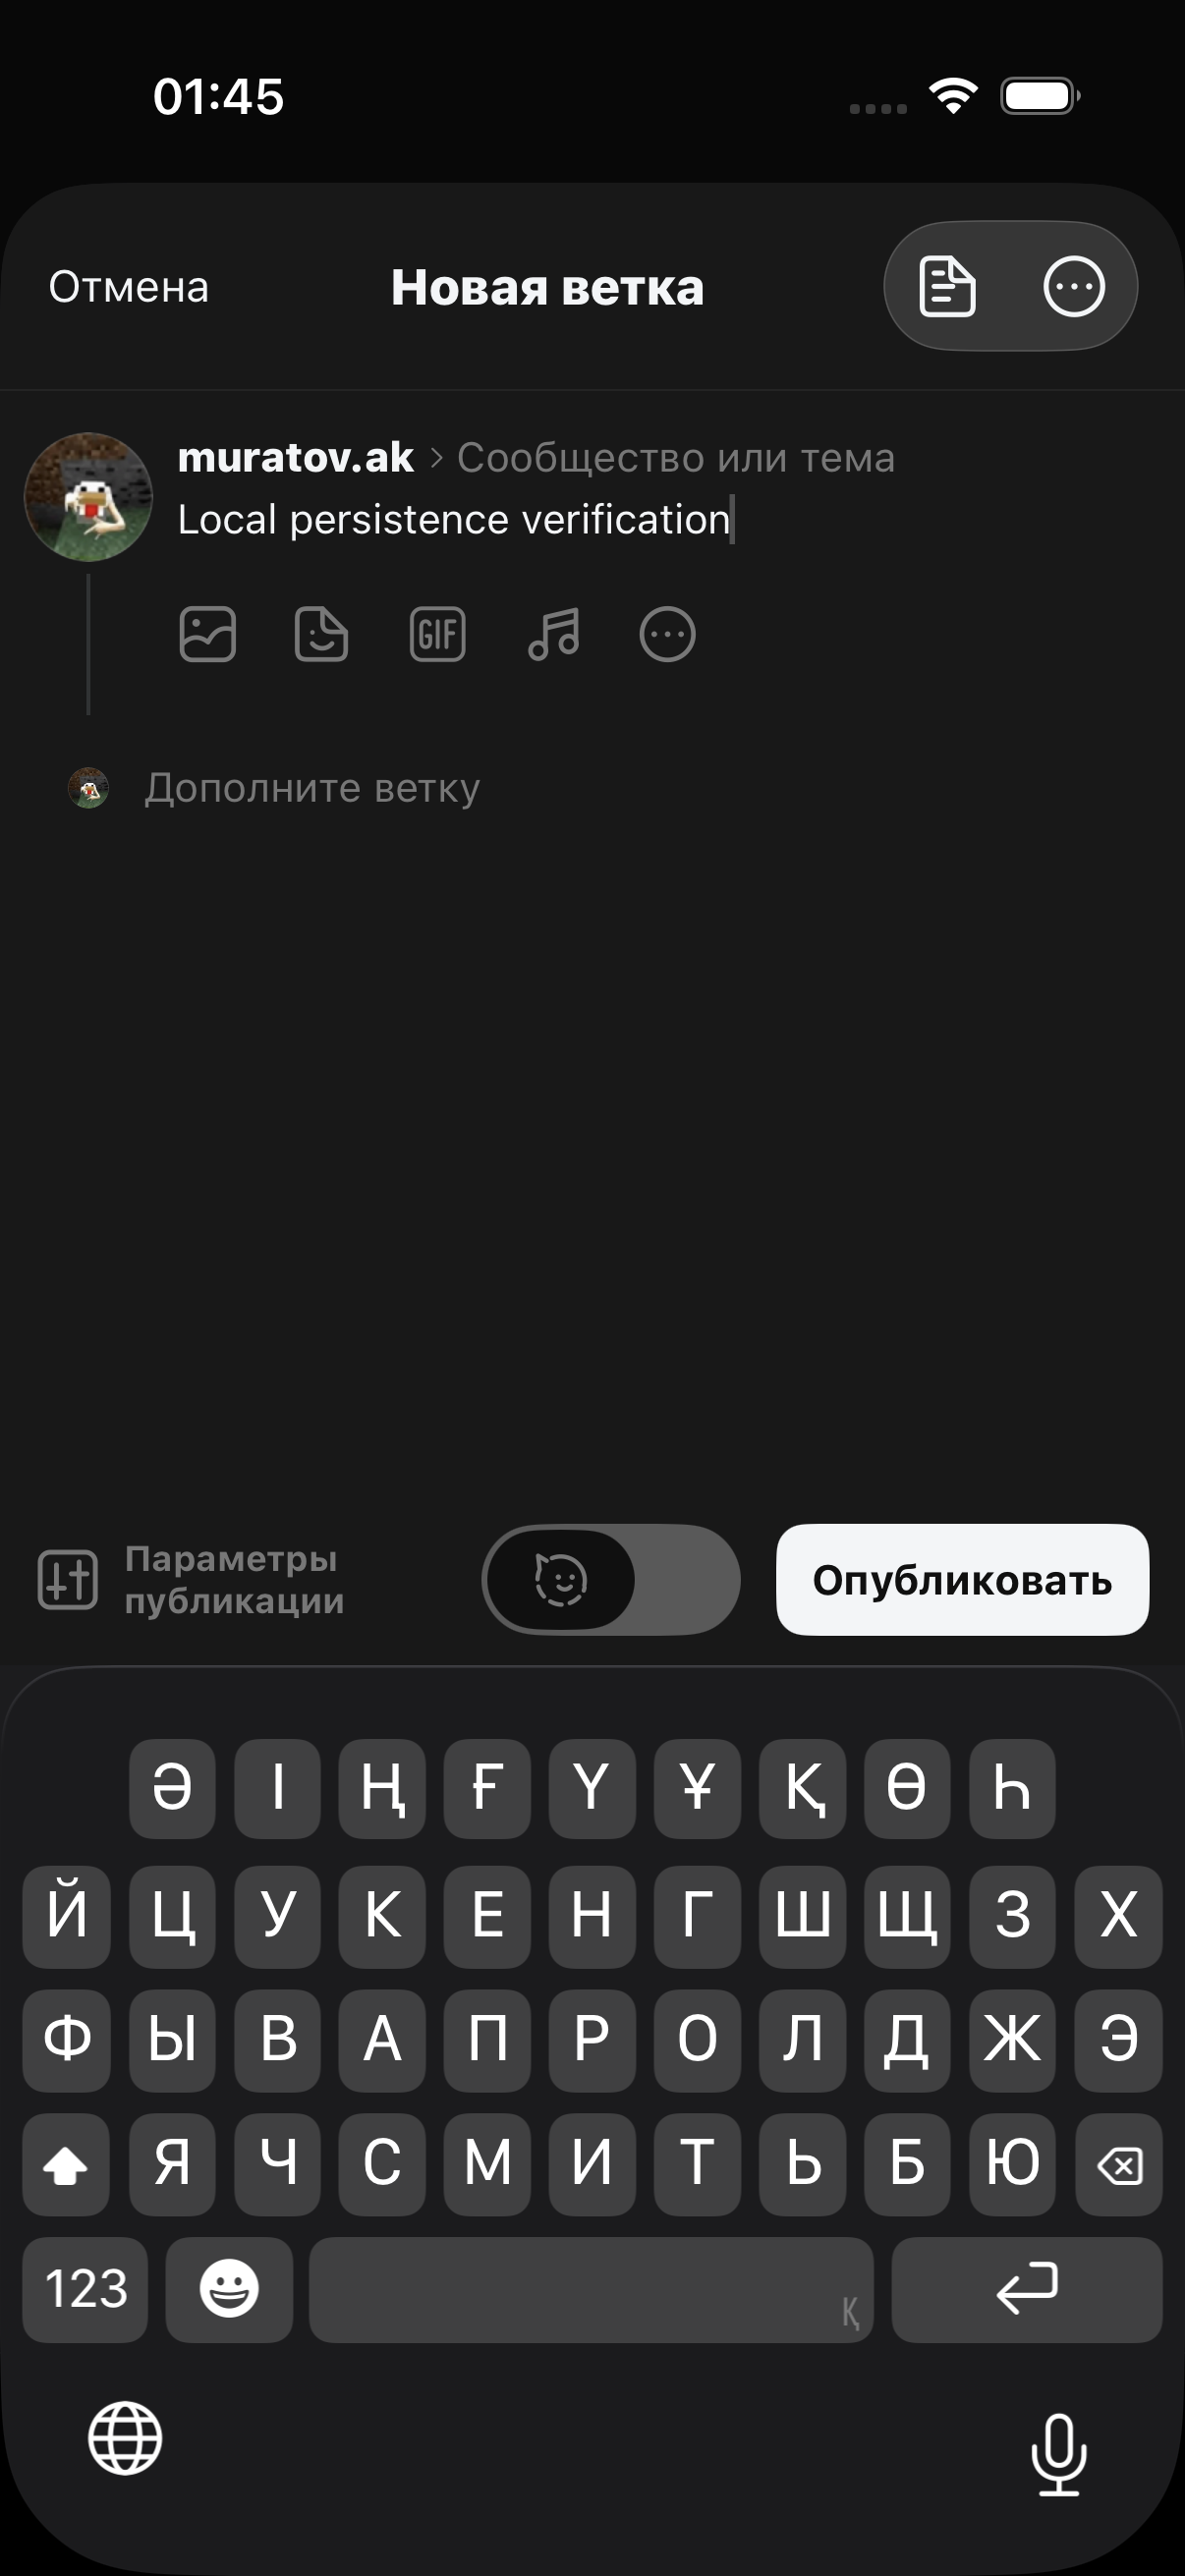 01:45
Отмена
Новая ветка
muratov.ak > Сообщество или тема
Local persistence verification
GIF
Дополните ветку
Параметры
публикации
Опубликовать
Ә І Ң Ғ Ү Ұ Қ Ө Һ
Й Ц У К Е Н Г Ш Щ З Х
Ф Ы В А П Р О Л Д Ж Э
Я Ч С М И Т Ь Б Ю
123
Қ